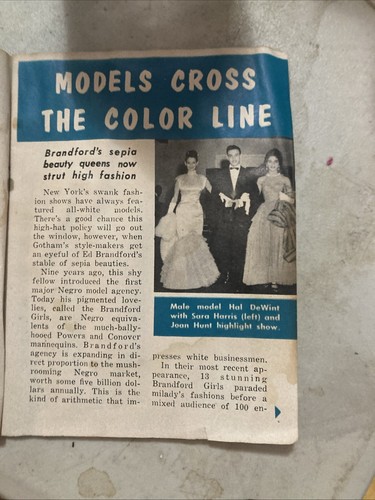 MODELS CROSS
THE COLOR LINE
Brandford's sepia
beauty queens now
strut high fashion
New York's swank fash-
ion shows have always fea-
tured all-white models.
There's a good chance this
high-hat policy will go out
the window, however, when
Gotham's style-makers get
an eyeful of Ed Brandford's
stable of sepia beauties.
Nine years ago, this shy
fellow introduced the first
major Negro model agency.
Today his pigmented love-
lies, called the Brandford
Girls, are Negro equiva-
lents of the much-bally-
hooed Powers and Conover
mannequins. Brandford's
agency is expanding in di-
rect proportion to the mush-
rooming Negro market,
worth some five billion dol-
lars annually. This is the
kind of arithmetic that im-
Male model Hal DeWint
with Sara Harris (left) and
Joan Hunt highlight show.
presses white businessmen.
In their most recent ap-
pearance, 13 stunning
Brandford Girls paraded
milady's fashions before a
mixed audience of 100 en-